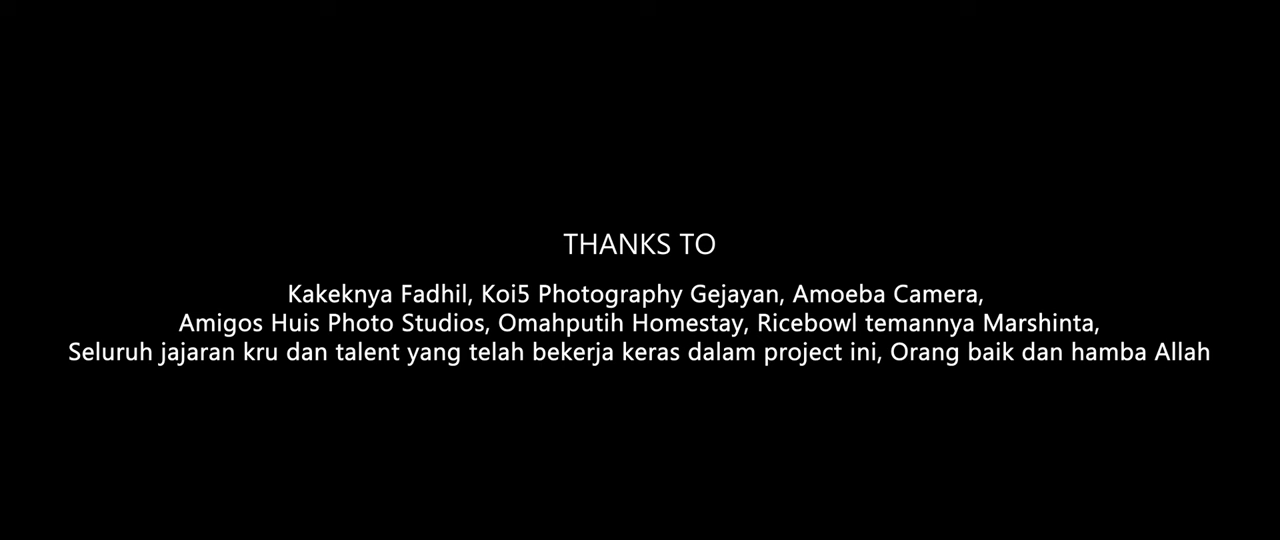 THANKS TO
Kakeknya Fadhil, Koi5 Photography Gejayan, Amoeba Camera,
Amigos Huis Photo Studios, Omahputih Homestay, Ricebowl temannya Marshinta,
Seluruh jajaran kru dan talent yang telah bekerja keras dalam project ini, Orang baik dan hamba Allah